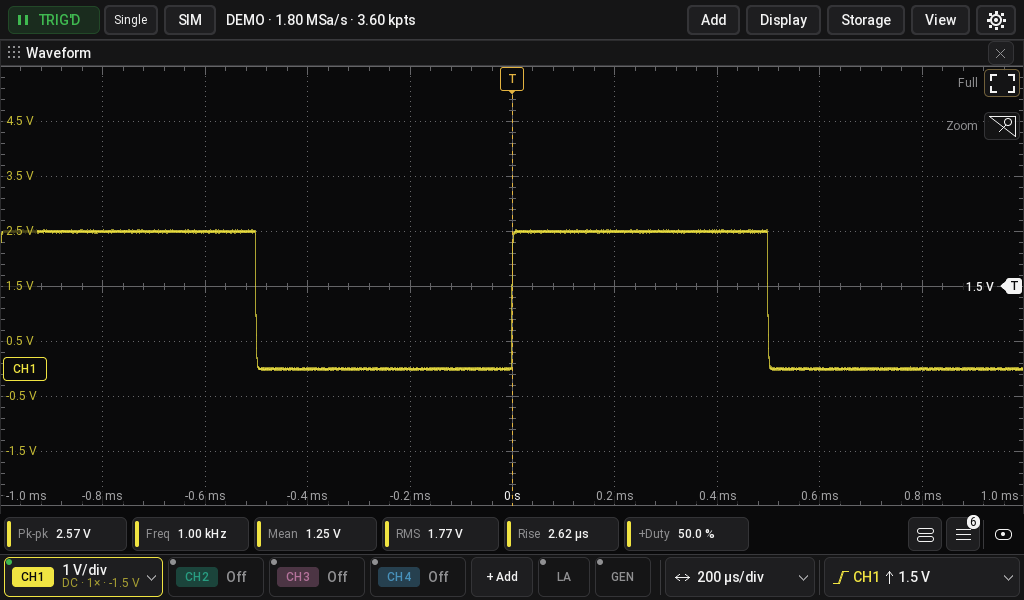 TRIG'D Single SIM DEMO · 1.80 MSa/s · 3.60 kpts Add Display Storage View
Waveform
T
Full
4.5 V
Zoom
3.5 V
2.5 V
1.5 V 1.5 V T
0.5 V
CH1
-0.5 V
-1.5 V
-1.0 ms -0.8 ms -0.6 ms -0.4 ms -0.2 ms 0 s 0.2 ms 0.4 ms 0.6 ms 0.8 ms 1.0 ms
6
Pk-pk 2.57 V Freq 1.00 kHz Mean 1.25 V RMS 1.77 V Rise 2.62 µs +Duty 50.0 %
CH1 1 V/div CH2 Off CH3 Off CH4 Off + Add LA GEN 200 µs/div CH1 ↑ 1.5 V
DC · 1× · -1.5 V